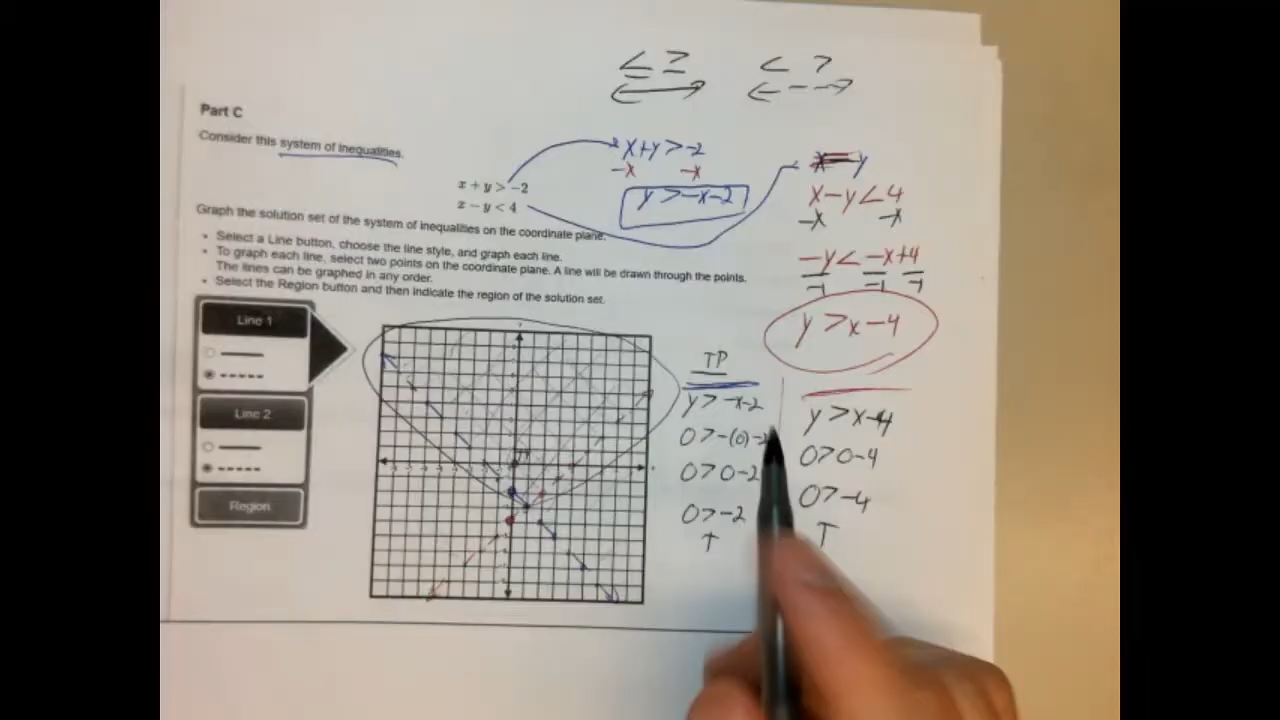 < > < >
Part C
Consider this system of inequalities.
x + y > -2
x - y < 4
x+y>-2
-x -x
y>-x-2
x-y
x-y<4
-x -x
-y<-x+4
-1 -1 -1
y>x-4
Graph the solution set of the system of inequalities on the coordinate plane.
• Select a Line button, choose the line style, and graph each line.
• To graph each line, select two points on the coordinate plane. A line will be drawn through the points.
The lines can be graphed in any order.
• Select the Region button and then indicate the region of the solution set.
Line 1
Line 2
Region
TP
y>-x-2
0>-(0)-2
0>0-2
0>-2
T
y>x-4
0>0-4
0>-4
T